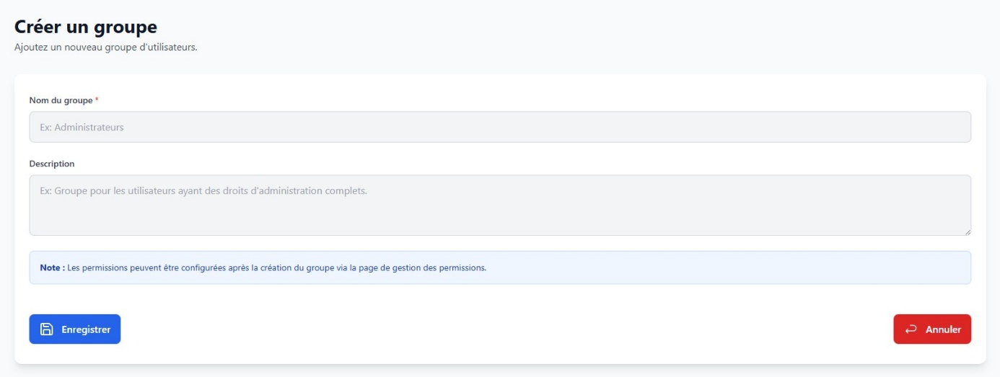 Créer un groupe
Ajoutez un nouveau groupe d'utilisateurs.
Nom du groupe *
Ex: Administrateurs
Description
Ex: Groupe pour les utilisateurs ayant des droits d'administration complets.
Note : Les permissions peuvent être configurées après la création du groupe via la page de gestion des permissions.
Enregistrer
Annuler